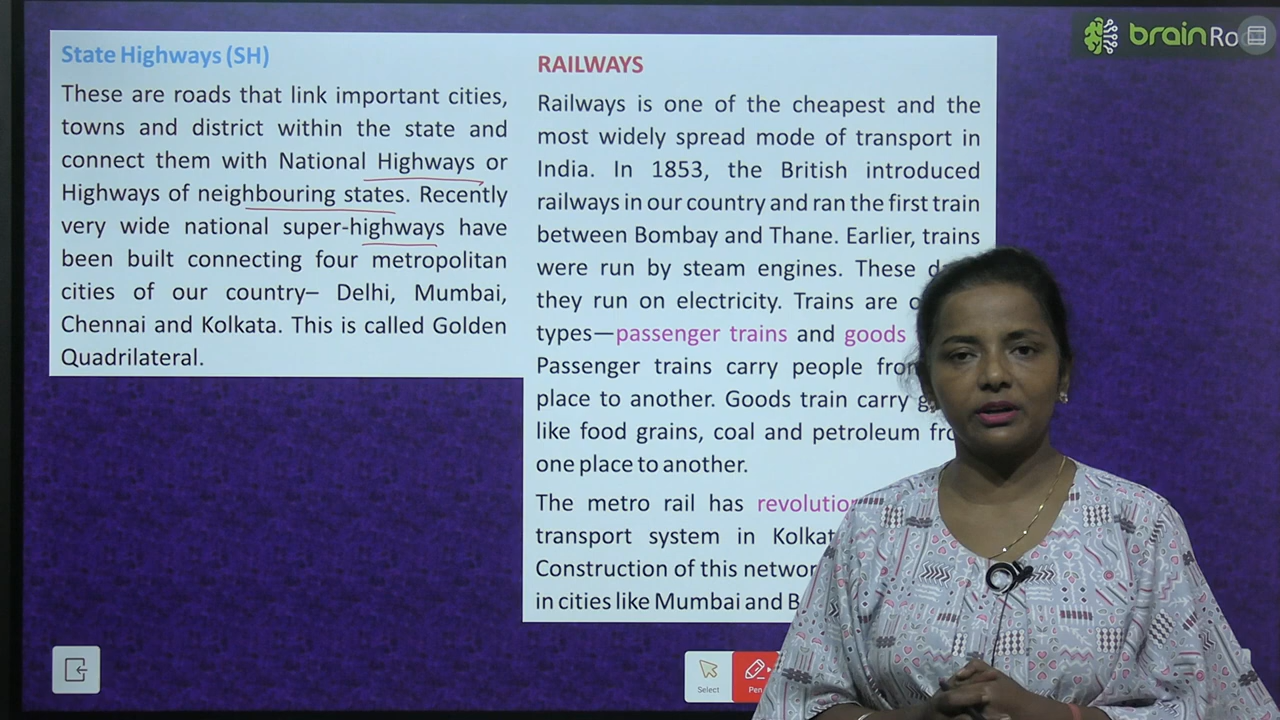 State Highways (SH)
These are roads that link important cities,
towns and district within the state and
connect them with National Highways or
Highways of neighbouring states. Recently
very wide national super-highways have
been built connecting four metropolitan
cities of our country– Delhi, Mumbai,
Chennai and Kolkata. This is called Golden
Quadrilateral.
RAILWAYS
Railways is one of the cheapest and the
most widely spread mode of transport in
India. In 1853, the British introduced
railways in our country and ran the first train
between Bombay and Thane. Earlier, trains
were run by steam engines. These
they run on electricity. Trains are
types—passenger trains and goods
Passenger trains carry people
place to another. Goods train carry
like food grains, coal and petroleum
one place to another.
The metro rail has
transport system in
Construction of this
in cities like Mumbai and
brain
Select
Pen